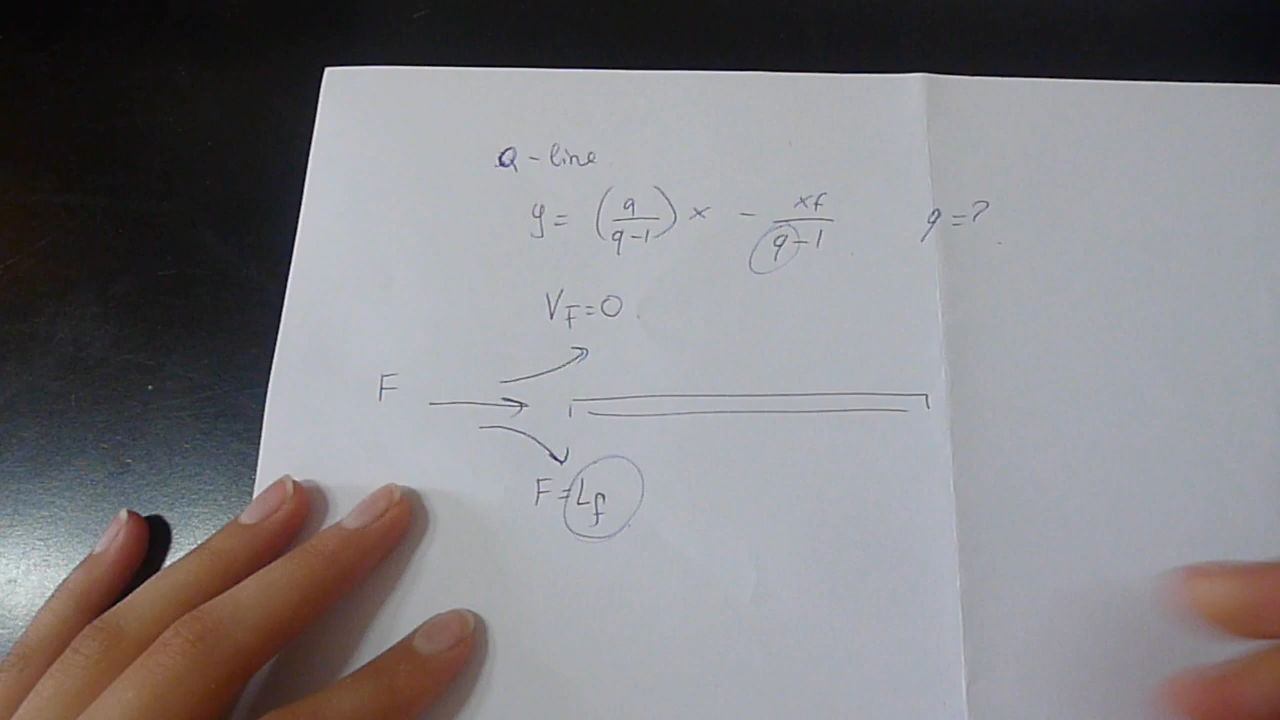 Q - line
y = (q/q-1) x - xf/q-1 q = ?
VF = 0
F
F = Lf